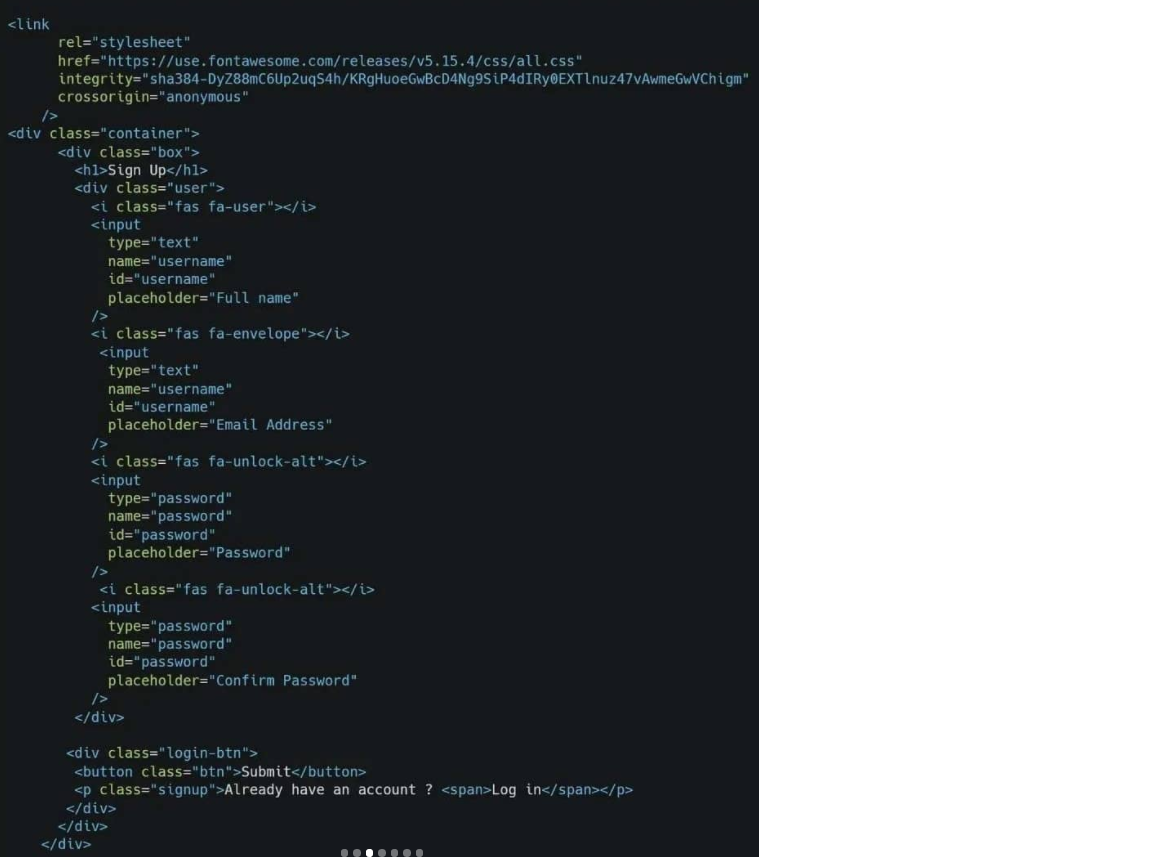 <link
rel="stylesheet"
href="https://use.fontawesome.com/releases/v5.15.4/css/all.css"
integrity="sha384-DyZ88mC6Up2uqS4h/KRgHuoeGwBcD4Ng9SiP4dIRy0EXTlnuz47vAwmeGwVChigm"
crossorigin="anonymous"
/>
<div class="container">
<div class="box">
<h1>Sign Up</h1>
<div class="user">
<i class="fas fa-user"></i>
<input
type="text"
name="username"
id="username"
placeholder="Full name"
/>
<i class="fas fa-envelope"></i>
<input
type="text"
name="username"
id="username"
placeholder="Email Address"
/>
<i class="fas fa-unlock-alt"></i>
<input
type="password"
name="password"
id="password"
placeholder="Password"
/>
<i class="fas fa-unlock-alt"></i>
<input
type="password"
name="password"
id="password"
placeholder="Confirm Password"
/>
</div>
<div class="login-btn">
<button class="btn">Submit</button>
<p class="signup">Already have an account ? <span>Log in</span></p>
</div>
</div>
</div>